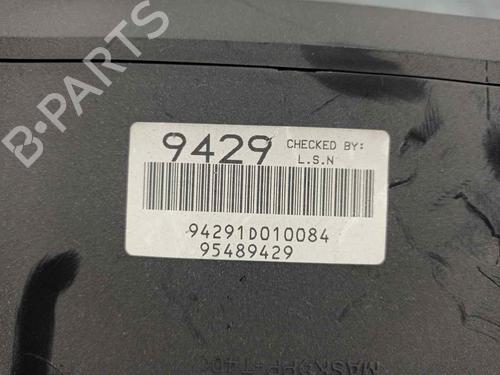 B-PARTS
9429 CHECKED BY:
L.S.N
94291D010084
95489429